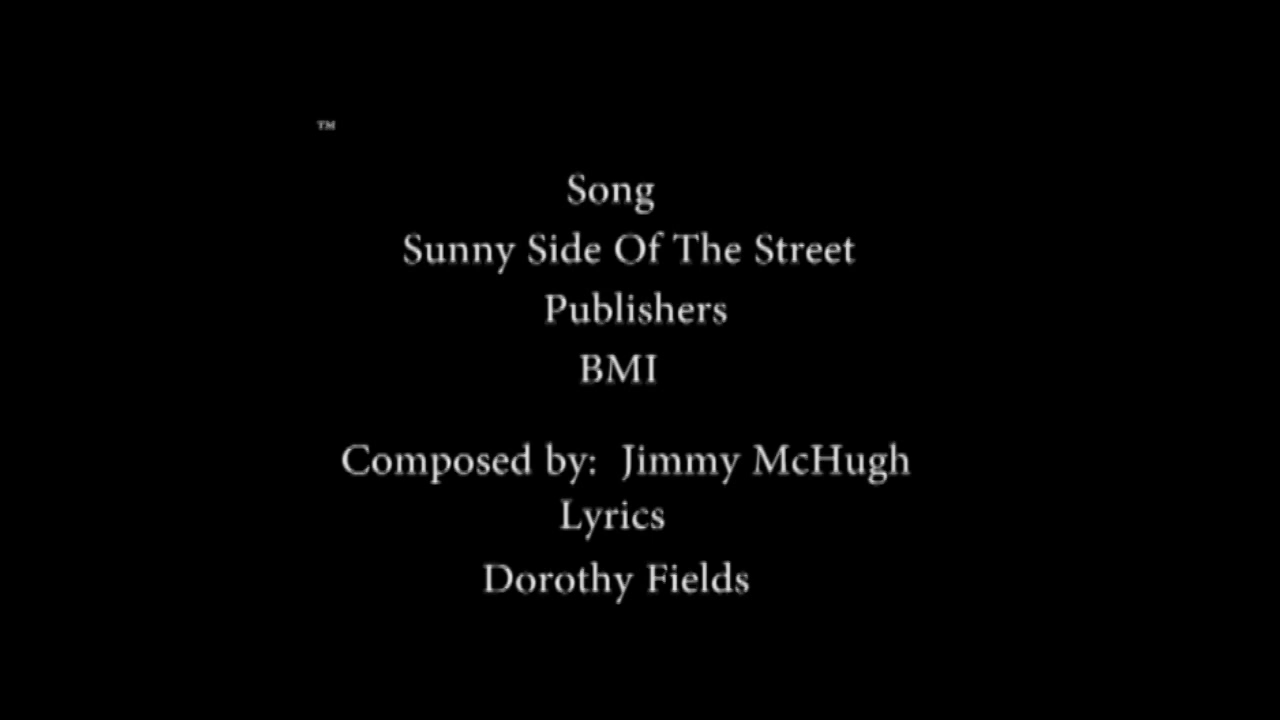 ™
Song
Sunny Side Of The Street
Publishers
BMI
Composed by: Jimmy McHugh
Lyrics
Dorothy Fields